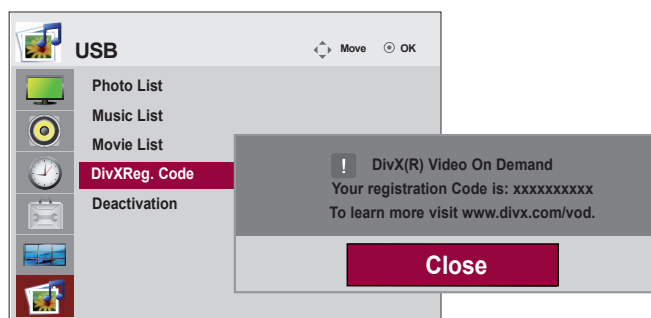 USB
Move OK
Photo List
Music List
Movie List
DivXReg. Code
Deactivation
! DivX(R) Video On Demand
Your registration Code is: xxxxxxxxxx
To learn more visit www.divx.com/vod.
Close